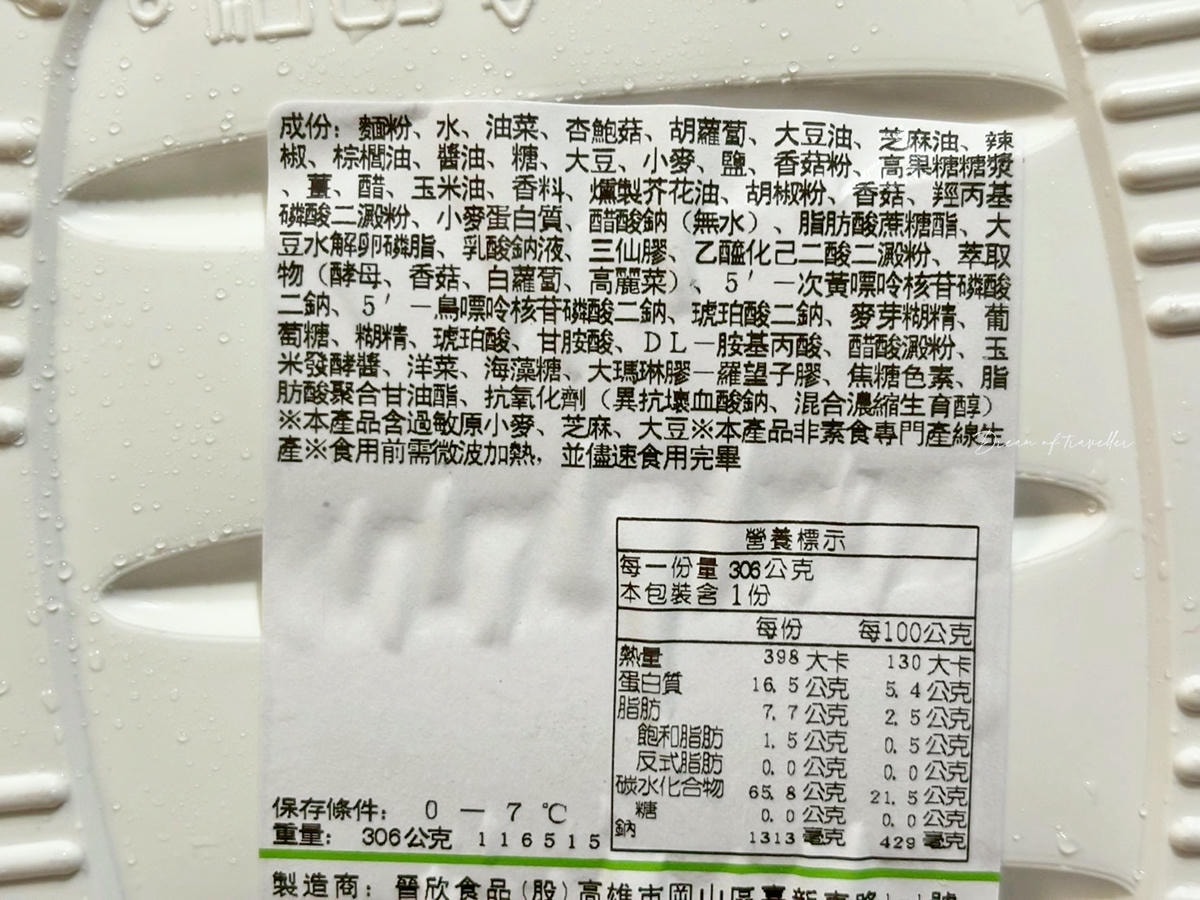 成份：麵粉、水、油菜、杏鮑菇、胡蘿蔔、大豆油、芝麻油、辣
椒、棕櫚油、醬油、糖、大豆、小麥、鹽、香菇粉、高果糖糖漿
、薑、醋、玉米油、香料、燻製芥花油、胡椒粉、香菇、羥丙基
磷酸二澱粉、小麥蛋白質、醋酸鈉（無水）、脂肪酸蔗糖酯、大
豆水解卵磷脂、乳酸鈉液、三仙膠、乙醯化己二酸二澱粉、萃取
物（酵母、香菇、白蘿蔔、高麗菜）、5'－次黃嘌呤核苷磷酸
二鈉、5'－鳥嘌呤核苷磷酸二鈉、琥珀酸二鈉、麥芽糊精、葡
萄糖、糊精、琥珀酸、甘胺酸、DL－胺基丙酸、醋酸澱粉、玉
米發酵醬、洋菜、海藻糖、大瑪琳膠－羅望子膠、焦糖色素、脂
肪酸聚合甘油酯、抗氧化劑（異抗壞血酸鈉、混合濃縮生育醇）
※本產品含過敏原小麥、芝麻、大豆※本產品非素食專門產線生
產※食用前需微波加熱，並儘速食用完畢
Dream of traveller
營養標示
每一份量 306公克
本包裝含 1份
每份 每100公克
熱量 398 大卡 130 大卡
蛋白質 16.5 公克 5.4 公克
脂肪 7.7 公克 2.5 公克
飽和脂肪 1.5 公克 0.5 公克
反式脂肪 0.0 公克 0.0 公克
碳水化合物 65.8 公克 21.5 公克
糖 0.0 公克 0.0 公克
鈉 1313 毫克 429 毫克
保存條件： 0 — 7 ℃
重量： 306公克 116515
製造商：晉欣食品(股)高雄市岡山區嘉新東路